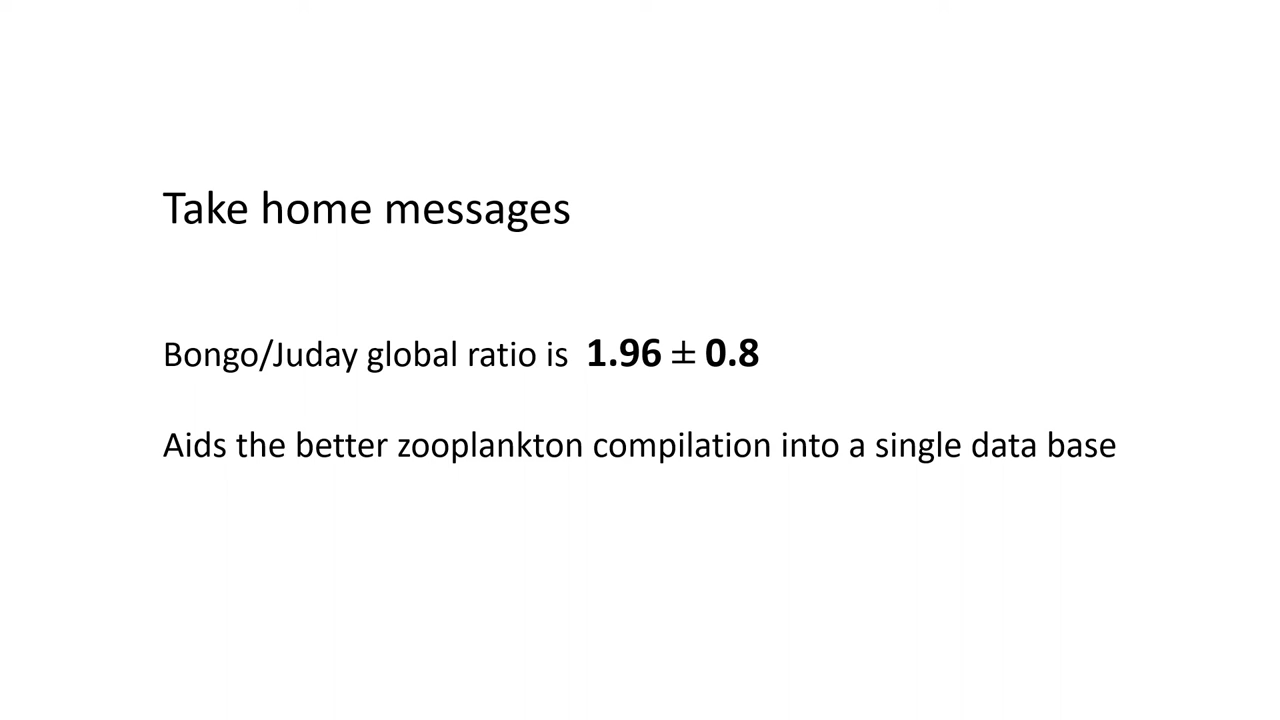 Take home messages
Bongo/Juday global ratio is 1.96 ± 0.8
Aids the better zooplankton compilation into a single data base